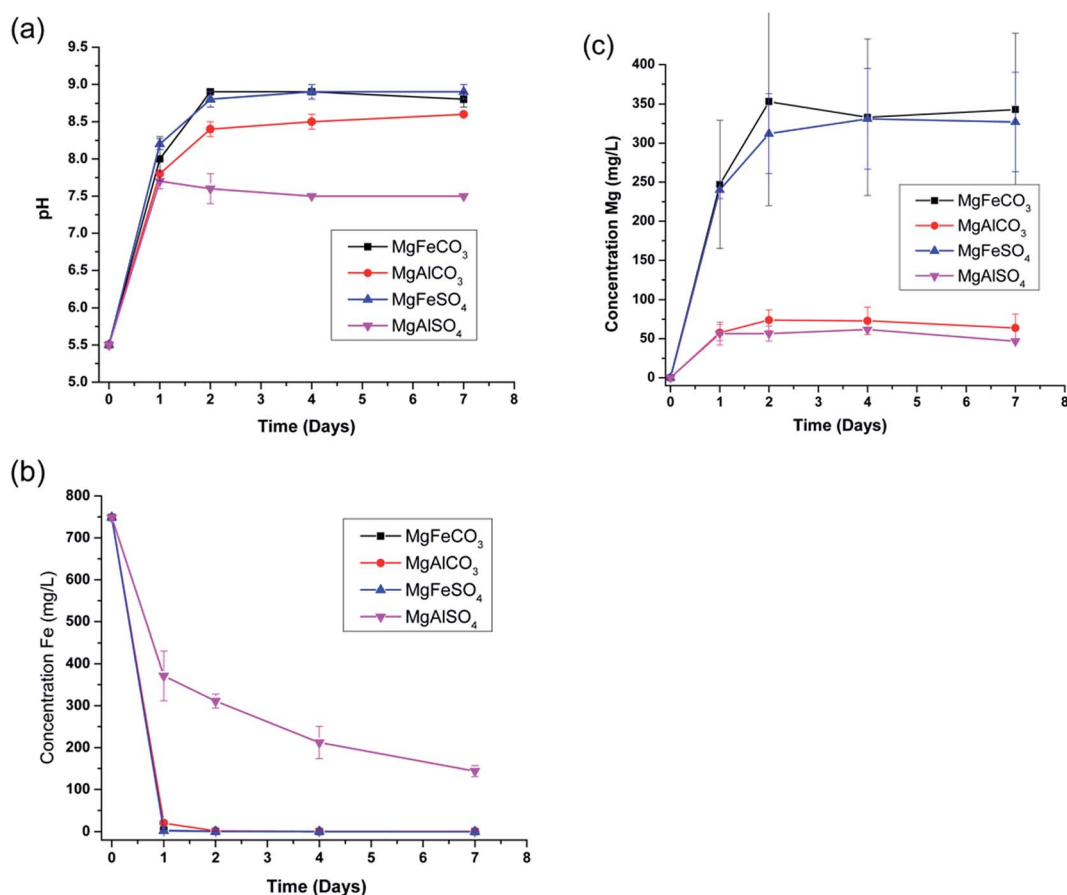 (a)
9.5
9.0
8.5
8.0
7.5
7.0
6.5
6.0
5.5
5.0
pH
0 1 2 3 4 5 6 7 8
Time (Days)
MgFeCO₃
MgAlCO₃
MgFeSO₄
MgAlSO₄
(c)
400
350
300
250
200
150
100
50
0
Concentration Mg (mg/L)
0 1 2 3 4 5 6 7 8
Time (Days)
MgFeCO₃
MgAlCO₃
MgFeSO₄
MgAlSO₄
(b)
800
700
600
500
400
300
200
100
0
Concentration Fe (mg/L)
0 1 2 3 4 5 6 7 8
Time (Days)
MgFeCO₃
MgAlCO₃
MgFeSO₄
MgAlSO₄